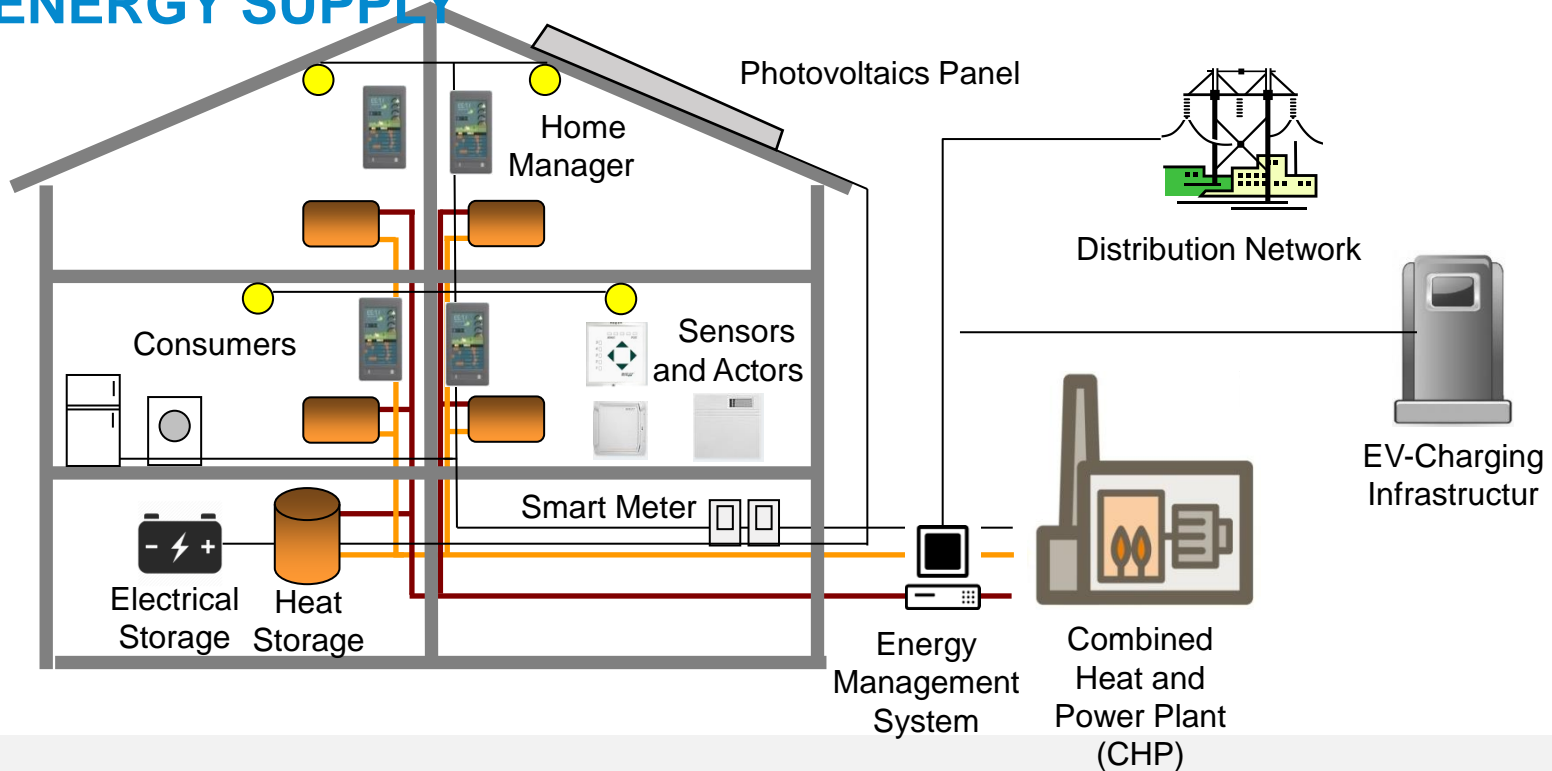 ENERGY SUPPLY
Photovoltaics Panel
Home
Manager
Distribution Network
Consumers
Sensors
and Actors
EV-Charging
Infrastructur
Smart Meter
Electrical
Storage
Heat
Storage
Energy
Management
System
Combined
Heat and
Power Plant
(CHP)